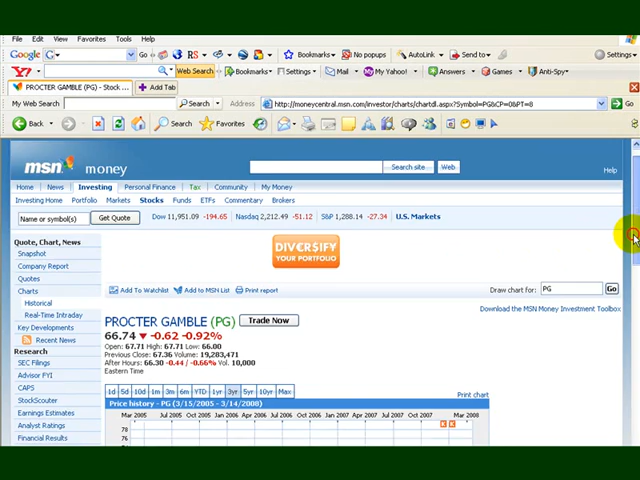 File Edit View Favorites Tools Help
Google G RS Bookmarks No popups AutoLink Send to Settings
Y! Web Search Bookmarks Settings Mail My Yahoo! Answers Games Anti-Spy
PROCTER GAMBLE (PG) - Stock ... Add Tab
My Web Search Search Address http://moneycentral.msn.com/investor/charts/chartdl.aspx?Symbol=PG&CP=0&PT=8 Go
Back Search Favorites
msn money Search site Web Help
Home News Investing Personal Finance Tax Community My Money
Investing Home Portfolio Markets Stocks Funds ETFs Commentary Brokers
Name or symbol(s) Get Quote Dow 11,951.09 -194.65 Nasdaq 2,212.49 -51.12 S&P 1,288.14 -27.34 U.S. Markets
Quote, Chart, News
Snapshot
Company Report
Quotes
Charts
Historical
Real-Time Intraday
Key Developments
Recent News
Research
SEC Filings
Advisor FYI
CAPS
StockScouter
Earnings Estimates
Analyst Ratings
Financial Results
DIV€R$IFY
YOUR PORTFOLIO
Add To Watchlist Add to MSN List Print report Draw chart for: PG Go
Download the MSN Money Investment Toolbox
PROCTER GAMBLE (PG) Trade Now
66.74 -0.62 -0.92%
Open: 67.71 High: 67.71 Low: 66.00
Previous Close: 67.36 Volume: 19,283,471
After Hours: 66.30 -0.44 / -0.66% Vol. 10,000
Eastern Time
1d 5d 10d 1m 3m 6m YTD 1yr 3yr 5yr 10yr Max Print chart
Price history - PG (3/15/2005 - 3/14/2008)
Mar 2005 Jul 2005 Oct 2005 Jan 2006 Apr 2006 Jul 2006 Oct 2006 Jan 2007 Apr 2007 Jul 2007 Oct 2007 Mar 2008
E E
78
76